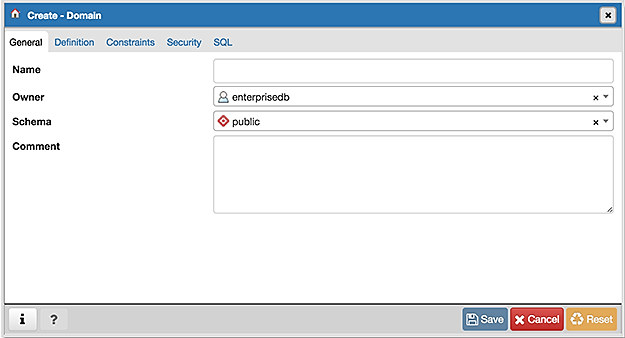 Create - Domain
General Definition Constraints Security SQL
Name
Owner enterprisedb
Schema public
Comment
i ? Save Cancel Reset